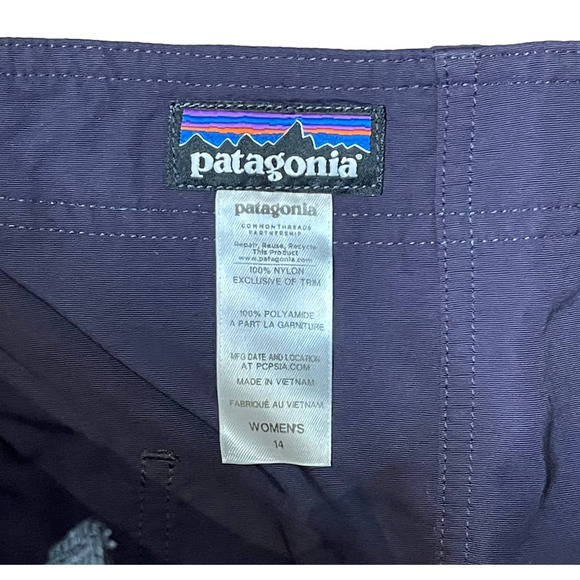 patagonia®
patagonia
COMMONTHREADS
PARTNERSHIP
Repair, Reuse, Recycle
This Product
www.patagonia.com
100% NYLON
EXCLUSIVE OF TRIM
100% POLYAMIDE
A PART LA GARNITURE
MFG DATE AND LOCATION
AT PCPSIA.COM
MADE IN VIETNAM
FABRIQUÉ AU VIETNAM
WOMEN'S
14